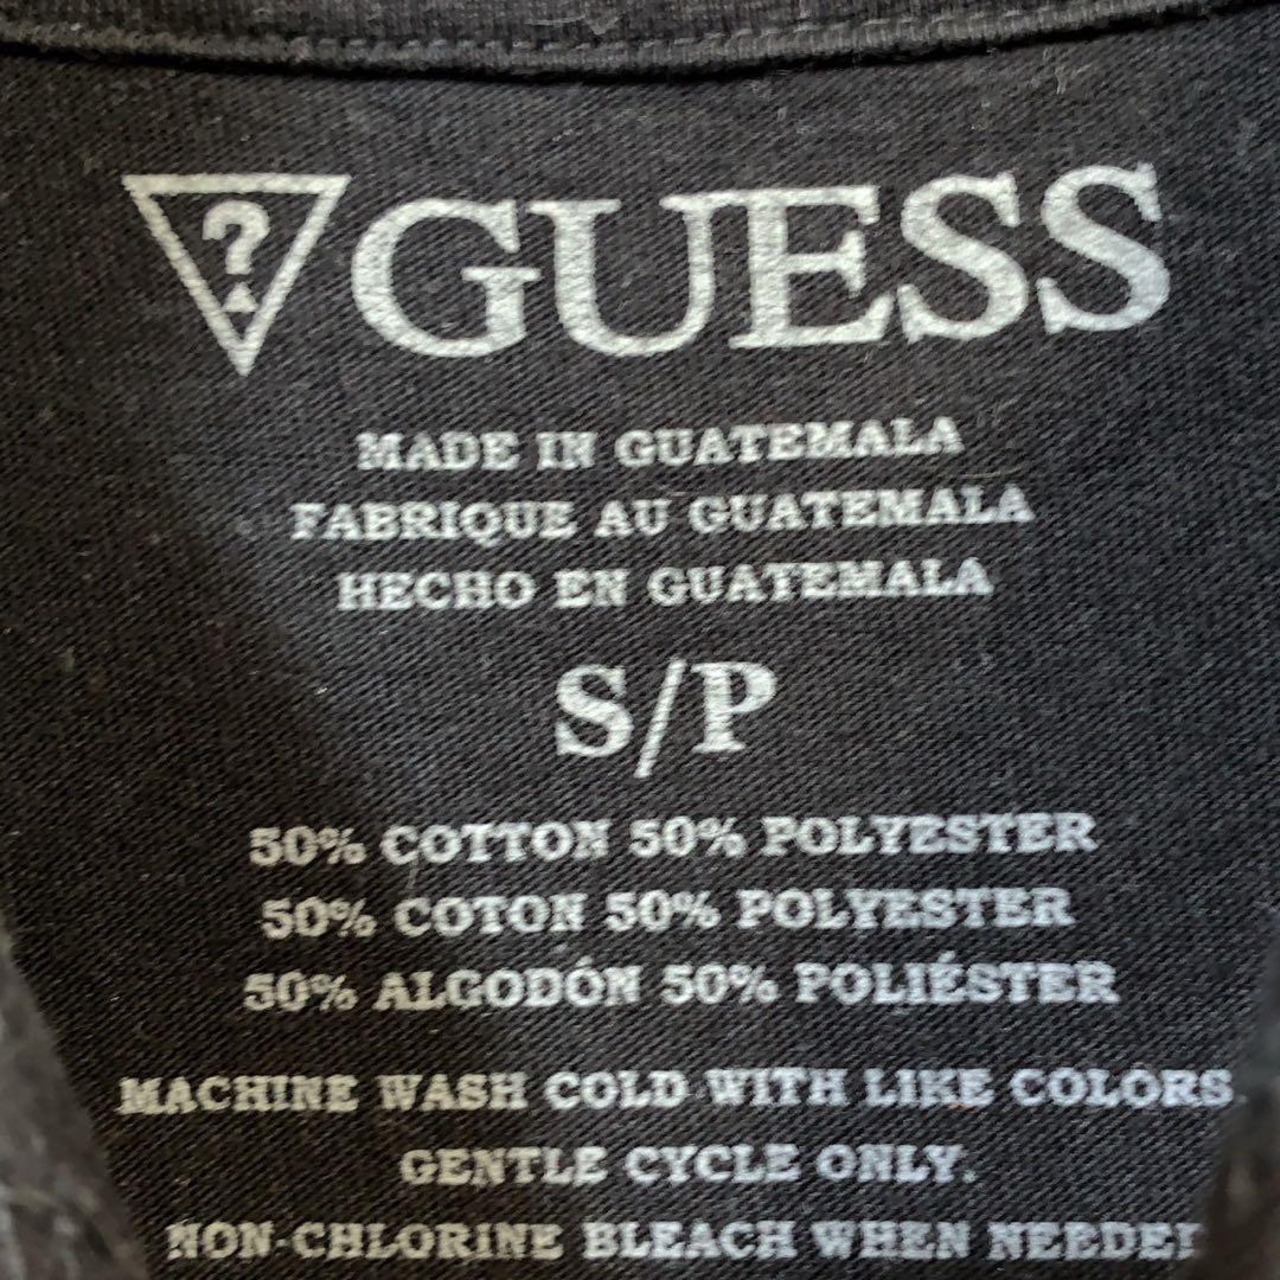 ? GUESS
MADE IN GUATEMALA
FABRIQUE AU GUATEMALA
HECHO EN GUATEMALA
S/P
50% COTTON 50% POLYESTER
50% COTON 50% POLYESTER
50% ALGODÓN 50% POLIÉSTER
MACHINE WASH COLD WITH LIKE COLORS.
GENTLE CYCLE ONLY.
NON-CHLORINE BLEACH WHEN NEEDED